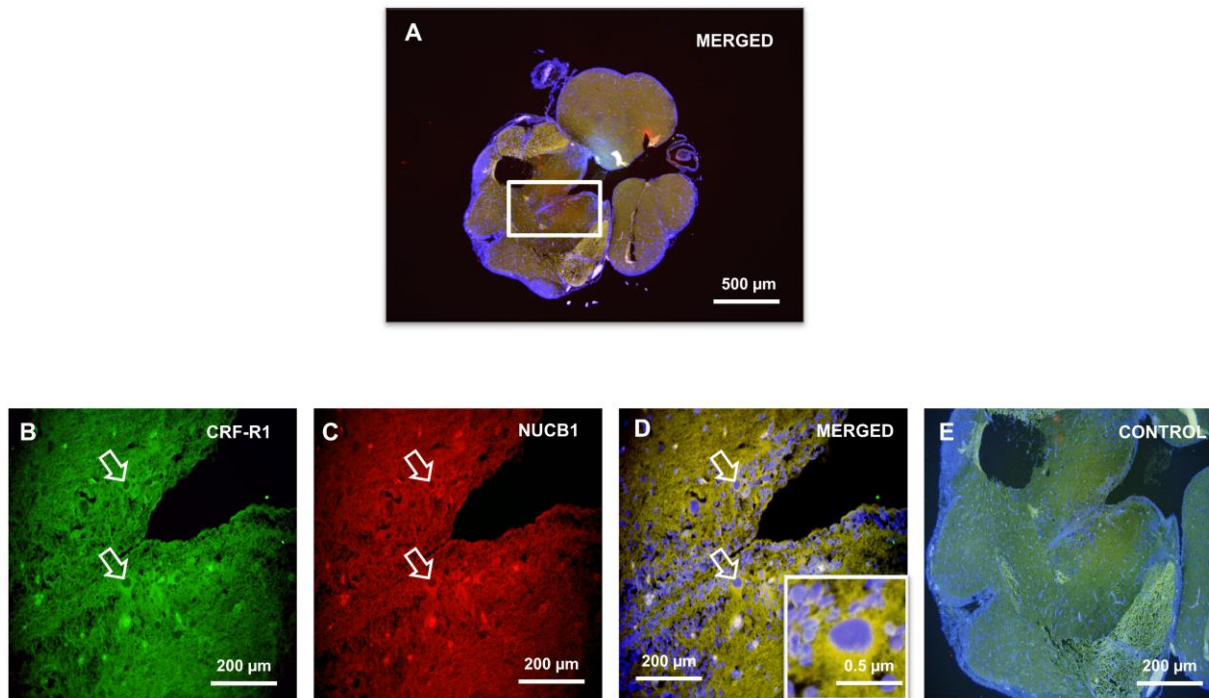 A
MERGED
500 µm
B
CRF-R1
200 µm
C
NUCB1
200 µm
D
MERGED
200 µm
0.5 µm
E
CONTROL
200 µm